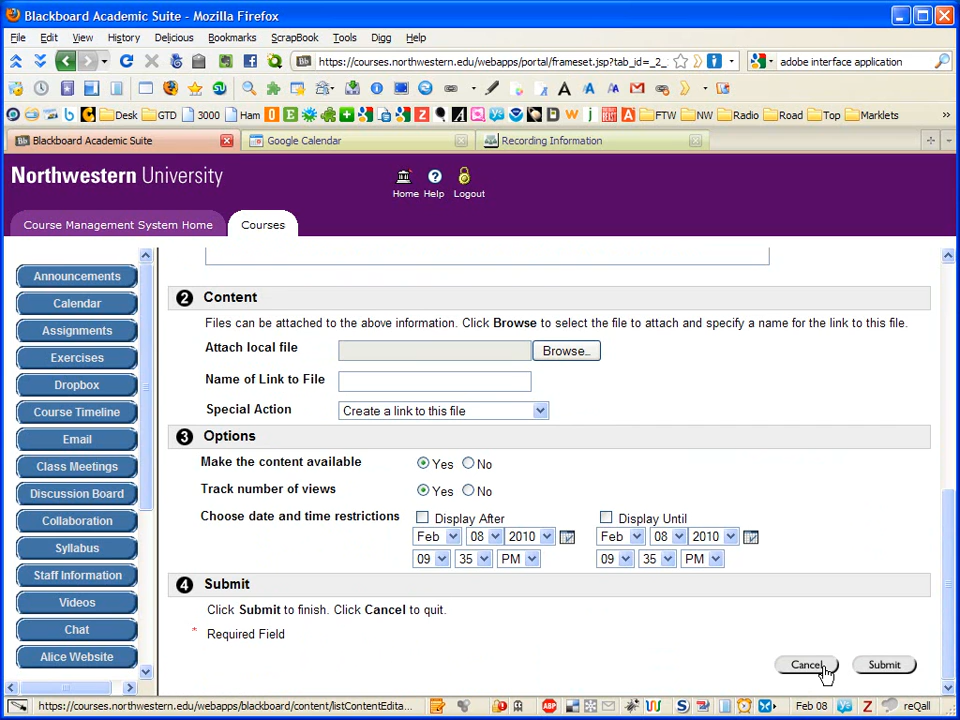 Blackboard Academic Suite - Mozilla Firefox
File Edit View History Delicious Bookmarks ScrapBook Tools Digg Help
https://courses.northwestern.edu/webapps/portal/frameset.jsp?tab_id=_2_ adobe interface application
Desk GTD 3000 Ham FTW NW Radio Road Top Marklets
Blackboard Academic Suite Google Calendar Recording Information
Northwestern University
Home Help Logout
Course Management System Home Courses
Announcements
Calendar
Assignments
Exercises
Dropbox
Course Timeline
Email
Class Meetings
Discussion Board
Collaboration
Syllabus
Staff Information
Videos
Chat
Alice Website
2 Content
Files can be attached to the above information. Click Browse to select the file to attach and specify a name for the link to this file.
Attach local file Browse...
Name of Link to File
Special Action Create a link to this file
3 Options
Make the content available Yes No
Track number of views Yes No
Choose date and time restrictions Display After Display Until
Feb 08 2010 Feb 08 2010
09 35 PM 09 35 PM
4 Submit
Click Submit to finish. Click Cancel to quit.
* Required Field
Cancel Submit
https://courses.northwestern.edu/webapps/blackboard/content/listContentEdita... Feb 08 reQall